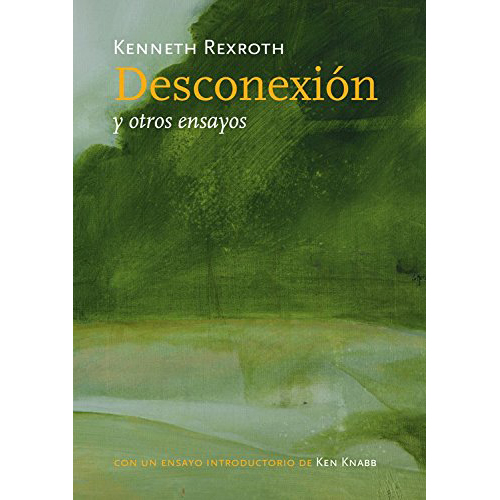 Kenneth Rexroth
Desconexión
y otros ensayos
con un ensayo introductorio de Ken Knabb